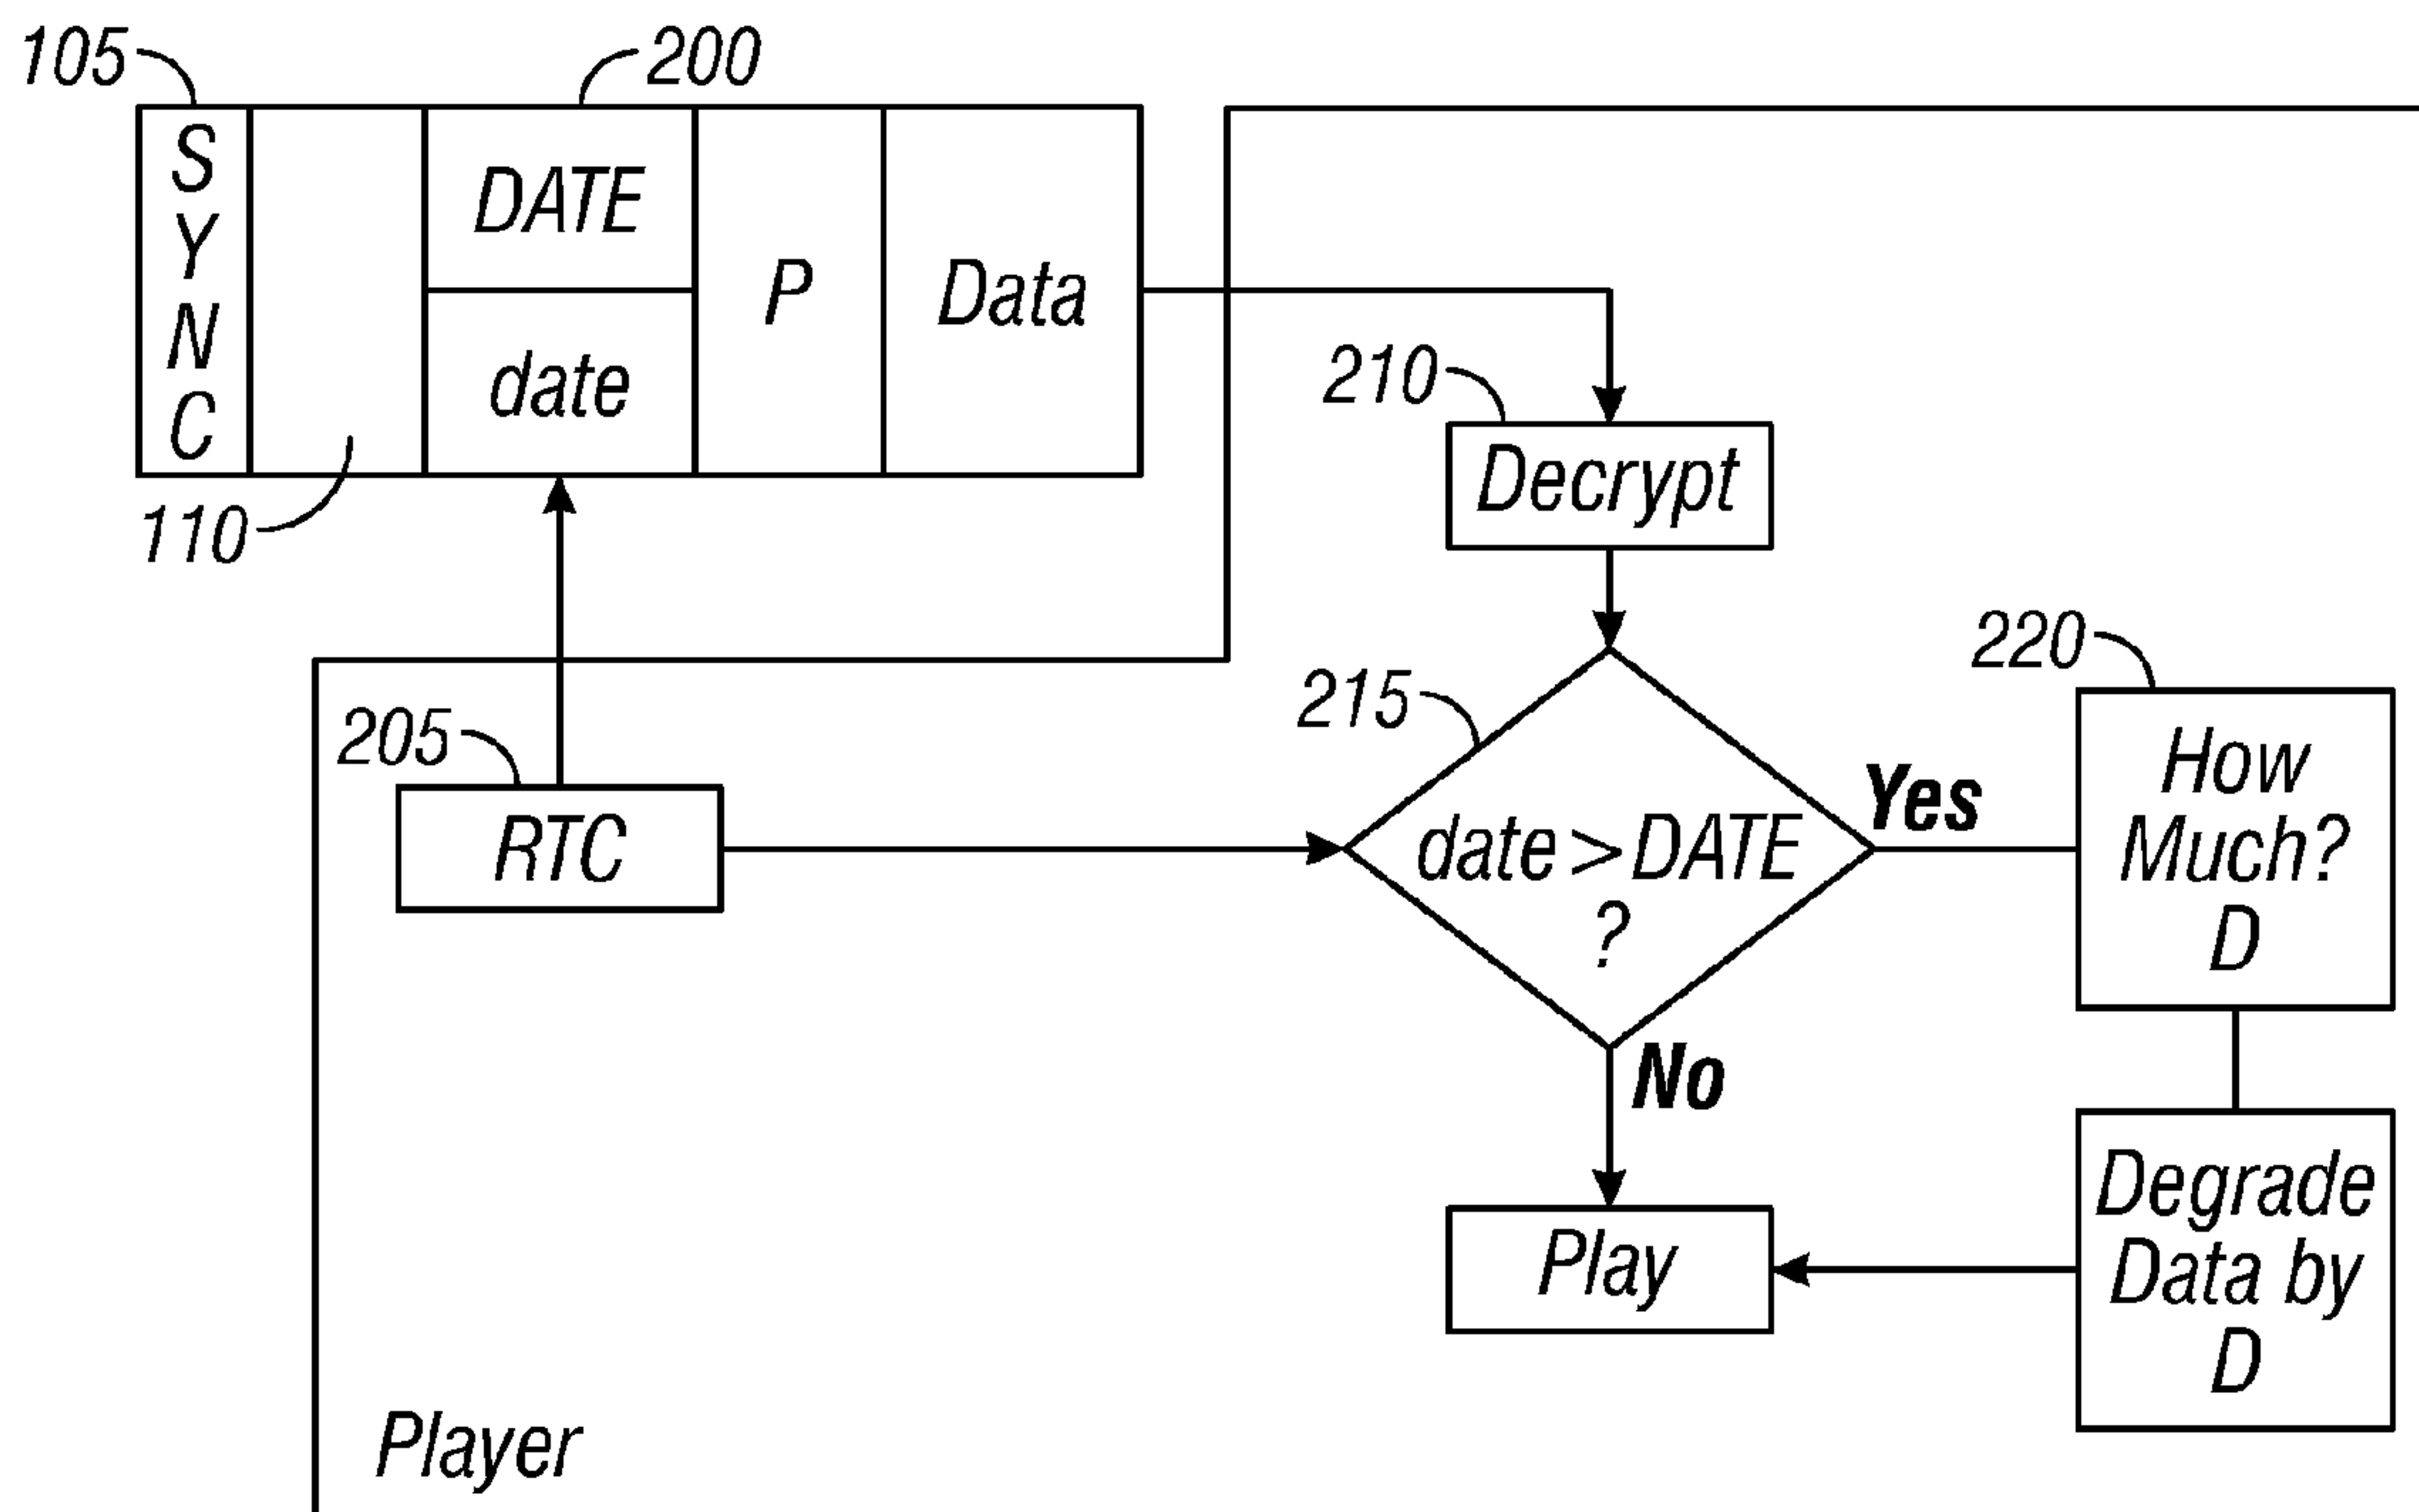 105
200
S
Y
N
C
DATE
date
P
Data
110
210
Decrypt
205
RTC
215
date > DATE
?
Yes
No
220
How
Much?
D
Degrade
Data by
D
Play
Player